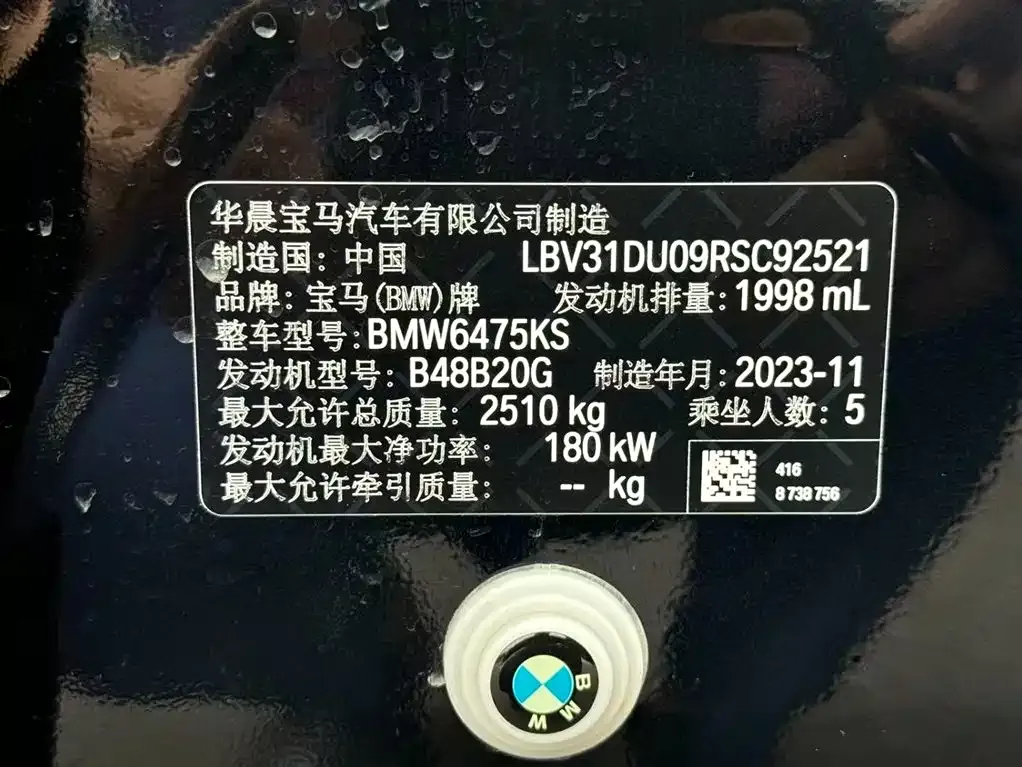 华晨宝马汽车有限公司制造
制造国：中国 LBV31DU09RSC92521
品牌：宝马(BMW)牌 发动机排量：1998 mL
整车型号：BMW6475KS
发动机型号：B48B20G 制造年月：2023-11
最大允许总质量：2510 kg 乘坐人数：5
发动机最大净功率：180 kW
最大允许牵引质量：-- kg
416
8 738 756
BMW